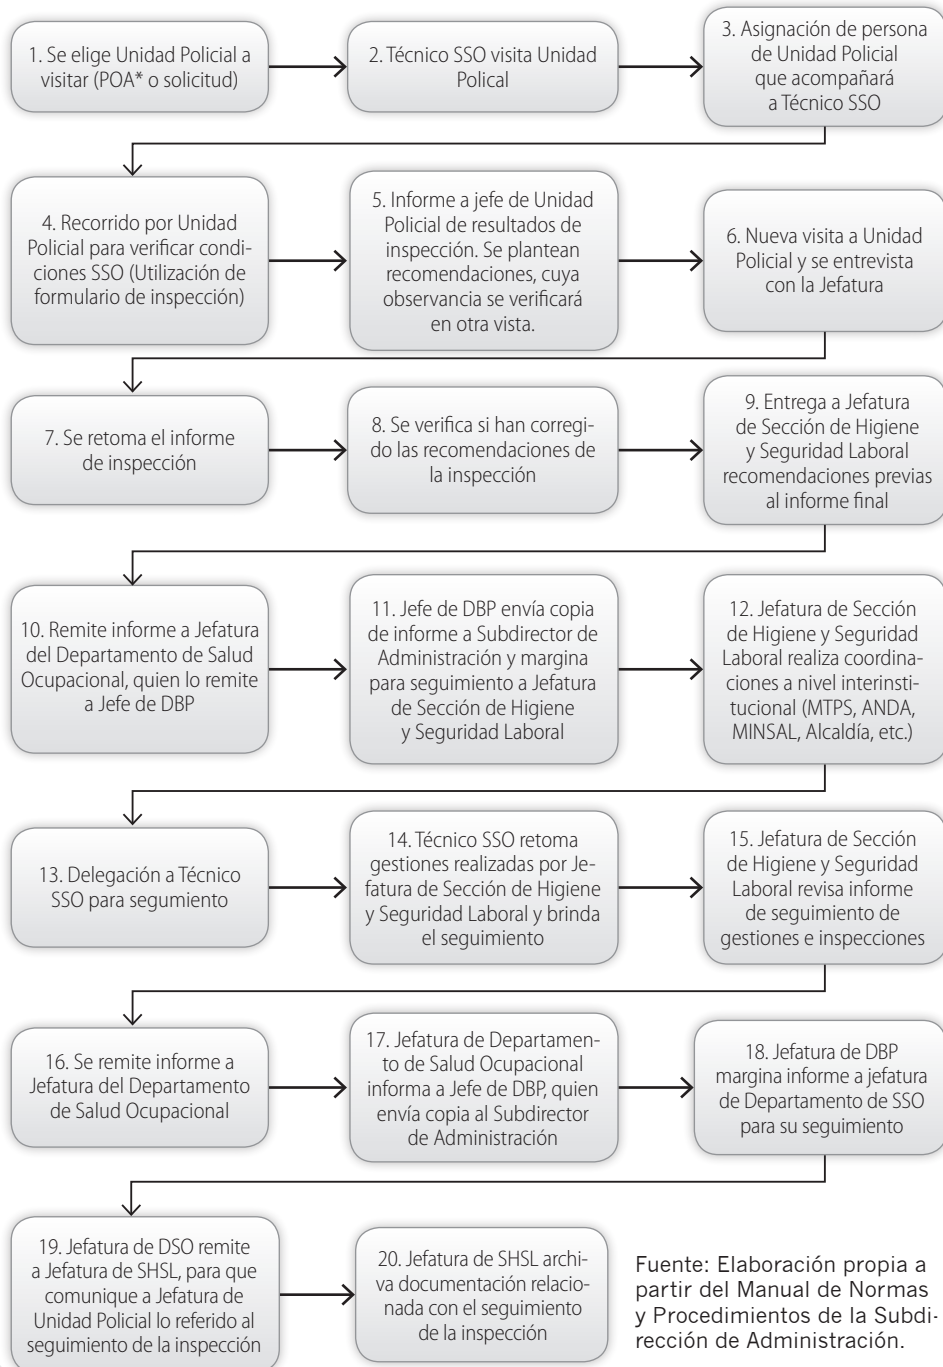 1. Se elige Unidad Policial a
visitar (POA* o solicitud)
2. Técnico SSO visita Unidad
Polical
3. Asignación de persona
de Unidad Policial
que acompañará
a Técnico SSO
4. Recorrido por Unidad
Policial para verificar condi-
ciones SSO (Utilización de
formulario de inspección)
5. Informe a jefe de Unidad
Policial de resultados de
inspección. Se plantean
recomendaciones, cuya
observancia se verificará
en otra vista.
6. Nueva visita a Unidad
Policial y se entrevista
con la Jefatura
7. Se retoma el informe
de inspección
8. Se verifica si han corregi-
do las recomendaciones de
la inspección
9. Entrega a Jefatura
de Sección de Higiene
y Seguridad Laboral
recomendaciones previas
al informe final
10. Remite informe a Jefatura
del Departamento de Salud
Ocupacional, quien lo remite
a Jefe de DBP
11. Jefe de DBP envía copia
de informe a Subdirector de
Administración y margina
para seguimiento a Jefatura
de Sección de Higiene
y Seguridad Laboral
12. Jefatura de Sección
de Higiene y Seguridad
Laboral realiza coordina-
ciones a nivel interinsti-
tucional (MTPS, ANDA,
MINSAL, Alcaldía, etc.)
13. Delegación a Técnico
SSO para segumiento
14. Técnico SSO retoma
gestiones realizadas por Je-
fatura de Sección de Higiene
y Seguridad Laboral y brinda
el seguimiento
15. Jefatura de Sección
de Higiene y Seguridad
Laboral revisa informe
de seguimiento de
gestiones e inspecciones
16. Se remite informe a
Jefatura del Departamento
de Salud Ocupacional
17. Jefatura de Departamen-
to de Salud Ocupacional
informa a Jefe de DBP, quien
envía copia al Subdirector
de Administración
18. Jefatura de DBP
margina informe a jefatura
de Departamento de SSO
para su seguimiento
19. Jefatura de DSO remite
a Jefatura de SHSL, para que
comunique a Jefatura de
Unidad Policial lo referido al
seguimiento de la inspección
20. Jefatura de SHSL archi-
va documentación relacio-
nada con el seguimiento
de la inspección
Fuente: Elaboración propia a
partir del Manual de Normas
y Procedimientos de la Subdi-
rección de Administración.